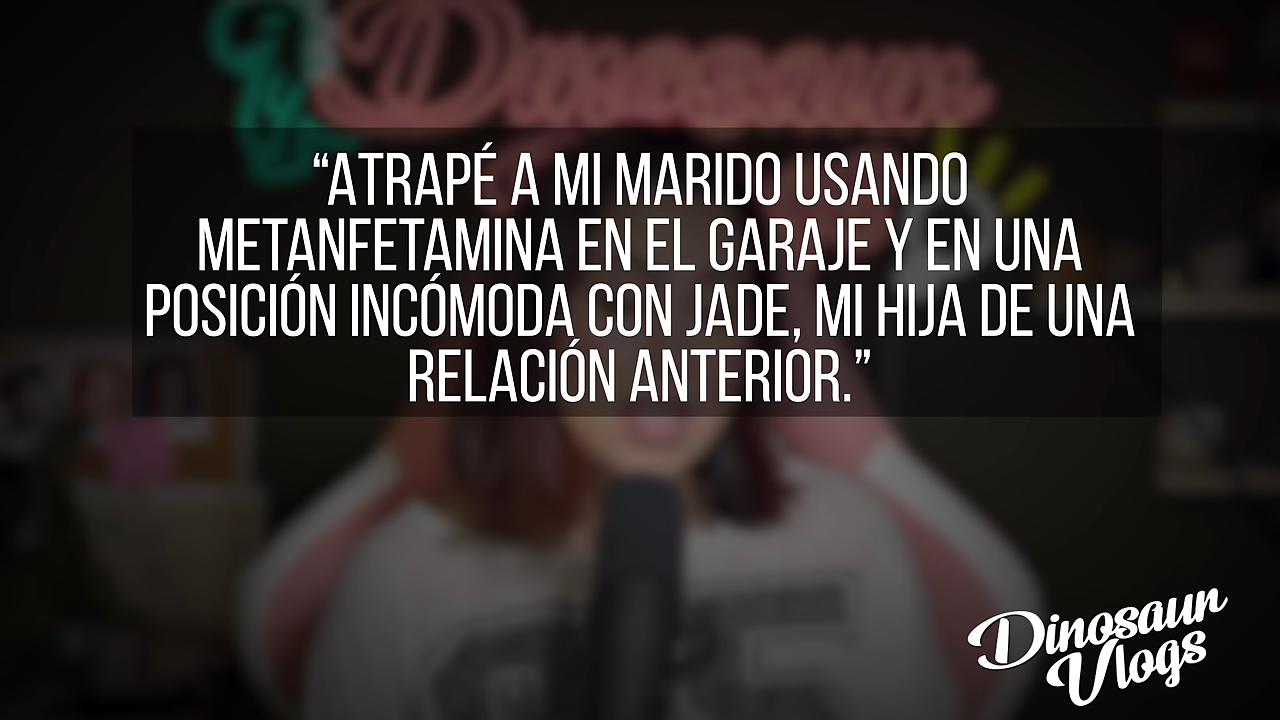 Dinosaur
“ATRAPÉ A MI MARIDO USANDO
METANFETAMINA EN EL GARAJE Y EN UNA
POSICIÓN INCÓMODA CON JADE, MI HIJA DE UNA
RELACIÓN ANTERIOR.”
Dinosaur
Vlogs